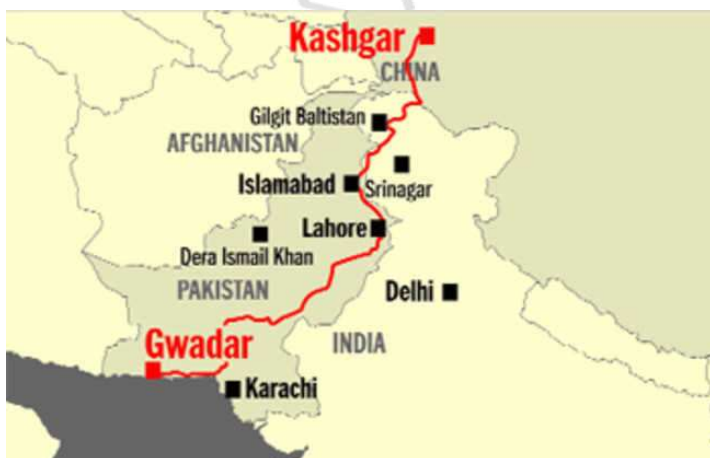 Kashgar
CHINA
Gilgit Baltistan
AFGHANISTAN
Islamabad
Srinagar
Lahore
Dera Ismail Khan
PAKISTAN
Delhi
Gwadar
INDIA
Karachi